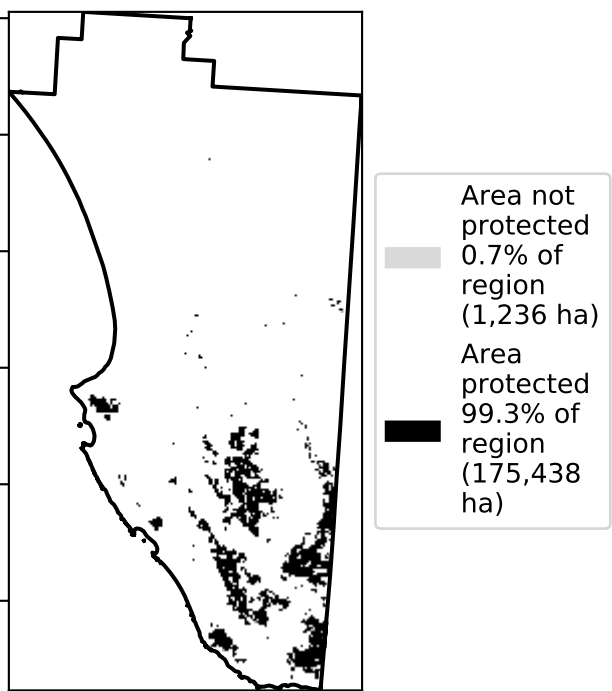 Area not
protected
0.7% of
region
(1,236 ha)
Area
protected
99.3% of
region
(175,438
ha)